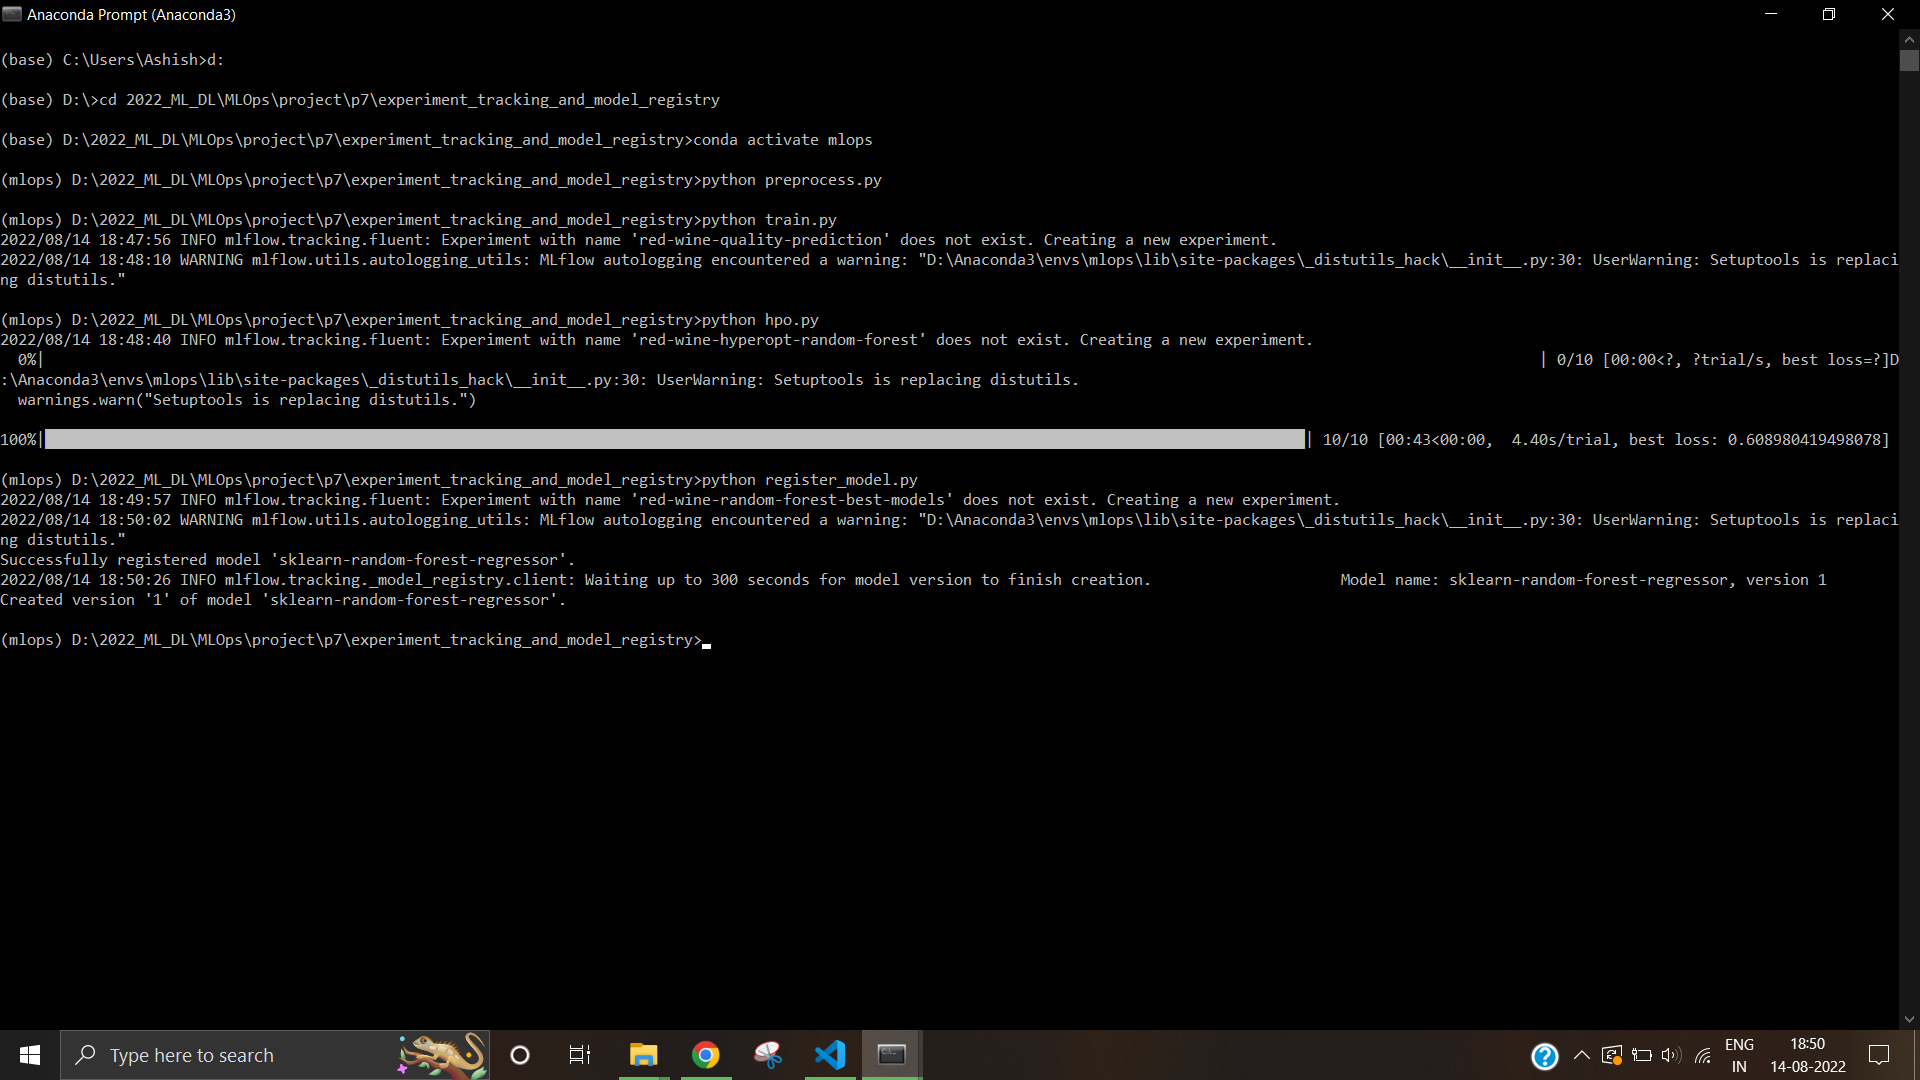 Anaconda Prompt (Anaconda3)
(base) C:\Users\Ashish>d:
(base) D:\>cd 2022_ML_DL\MLOps\project\p7\experiment_tracking_and_model_registry
(base) D:\2022_ML_DL\MLOps\project\p7\experiment_tracking_and_model_registry>conda activate mlops
(mlops) D:\2022_ML_DL\MLOps\project\p7\experiment_tracking_and_model_registry>python preprocess.py
(mlops) D:\2022_ML_DL\MLOps\project\p7\experiment_tracking_and_model_registry>python train.py
2022/08/14 18:47:56 INFO mlflow.tracking.fluent: Experiment with name 'red-wine-quality-prediction' does not exist. Creating a new experiment.
2022/08/14 18:48:10 WARNING mlflow.utils.autologging_utils: MLflow autologging encountered a warning: "D:\Anaconda3\envs\mlops\lib\site-packages\_distutils_hack\__init__.py:30: UserWarning: Setuptools is replaci
ng distutils."
(mlops) D:\2022_ML_DL\MLOps\project\p7\experiment_tracking_and_model_registry>python hpo.py
2022/08/14 18:48:40 INFO mlflow.tracking.fluent: Experiment with name 'red-wine-hyperopt-random-forest' does not exist. Creating a new experiment.
0%| | 0/10 [00:00<?, ?trial/s, best loss=?]D
:\Anaconda3\envs\mlops\lib\site-packages\_distutils_hack\__init__.py:30: UserWarning: Setuptools is replacing distutils.
warnings.warn("Setuptools is replacing distutils.")
100%| | 10/10 [00:43<00:00, 4.40s/trial, best loss: 0.608980419498078]
(mlops) D:\2022_ML_DL\MLOps\project\p7\experiment_tracking_and_model_registry>python register_model.py
2022/08/14 18:49:57 INFO mlflow.tracking.fluent: Experiment with name 'red-wine-random-forest-best-models' does not exist. Creating a new experiment.
2022/08/14 18:50:02 WARNING mlflow.utils.autologging_utils: MLflow autologging encountered a warning: "D:\Anaconda3\envs\mlops\lib\site-packages\_distutils_hack\__init__.py:30: UserWarning: Setuptools is replaci
ng distutils."
Successfully registered model 'sklearn-random-forest-regressor'.
2022/08/14 18:50:26 INFO mlflow.tracking._model_registry.client: Waiting up to 300 seconds for model version to finish creation. Model name: sklearn-random-forest-regressor, version 1
Created version '1' of model 'sklearn-random-forest-regressor'.
(mlops) D:\2022_ML_DL\MLOps\project\p7\experiment_tracking_and_model_registry>
Type here to search
ENG
IN
18:50
14-08-2022